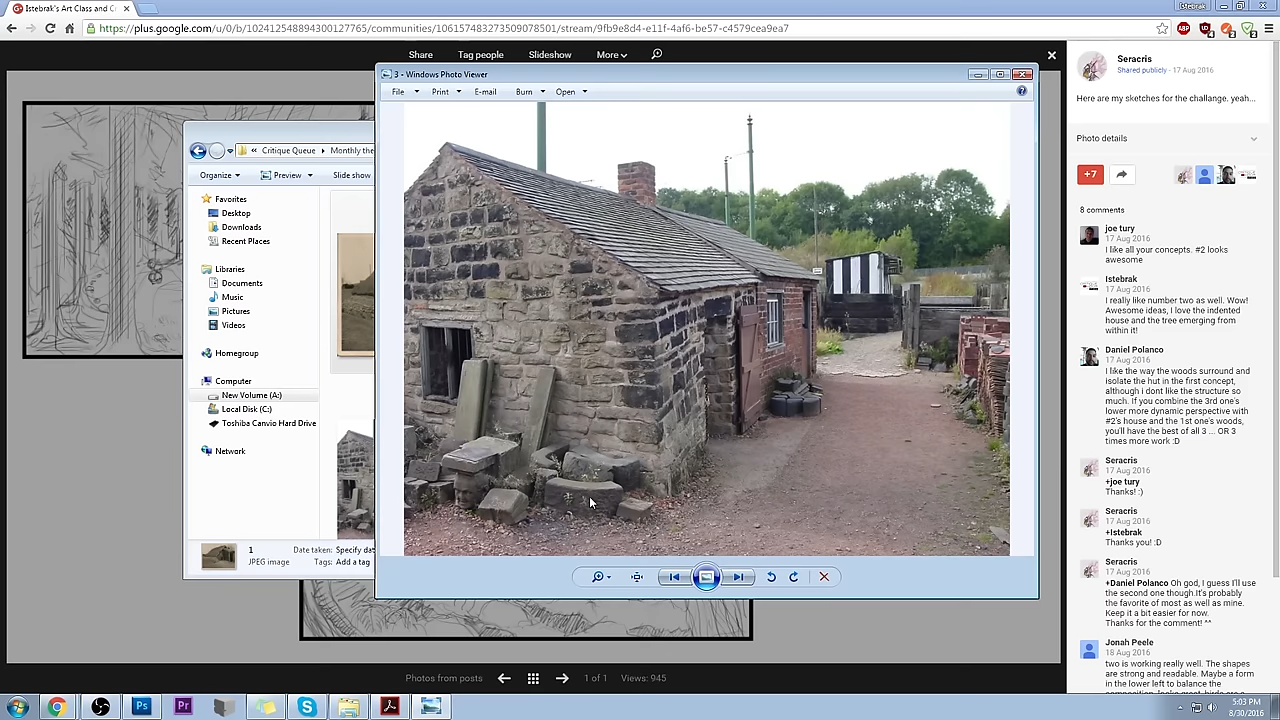 Istebrak's Art Class and C
Istebrak
https://plus.google.com/u/0/b/102412548894300127765/communities/106157483273509078501/stream/9fb9e8d4-e11f-4af6-be57-c4579cea9ea7
Share Tag people Slideshow More
3 - Windows Photo Viewer
File Print E-mail Burn Open
Critique Queue Monthly the
Organize Preview Slide show
Favorites
Desktop
Downloads
Recent Places
Libraries
Documents
Music
Pictures
Videos
Homegroup
Computer
New Volume (A:)
Local Disk (C:)
Toshiba Canvio Hard Drive
Network
1 Date taken: Specify dat
JPEG image Tags: Add a tag
Photos from posts 1 of 1 Views: 945
Seracris
Shared publicly - 17 Aug 2016
Here are my sketches for the challange. yeah...
Photo details
+7
8 comments
joe tury
17 Aug 2016
I like all your concepts. #2 looks
awesome
Istebrak
17 Aug 2016
I really like number two as well. Wow!
Awesome ideas, I love the indented
house and the tree emerging from
within it!
Daniel Polanco
17 Aug 2016
I like the way the woods surround and
isolate the hut in the first concept,
although i dont like the structure so
much. If you combine the 3rd one's
lower more dynamic perspective with
#2's house and the 1st one's woods,
you'll have the best of all 3 ... OR 3
times more work :D
Seracris
17 Aug 2016
+joe tury
Thanks! :)
Seracris
17 Aug 2016
+Istebrak
Thank you! :D
Seracris
17 Aug 2016
+Daniel Polanco Oh god, I guess I'll use
the second one though.It's probably
the favorite of most as well as mine.
Keep it a bit easier for now.
Thanks for the comment! ^^
Jonah Peele
18 Aug 2016
two is working really well. The shapes
are strong and readable. Maybe a form
in the lower left to balance the
5:03 PM
8/30/2016